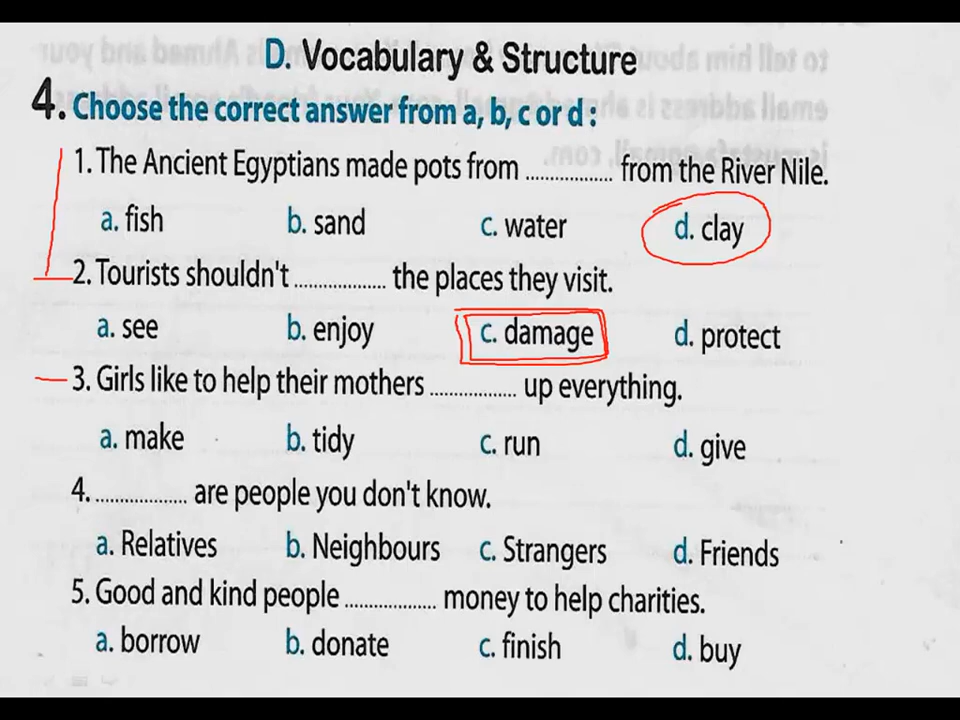 D. Vocabulary & Structure
4. Choose the correct answer from a, b, c or d :
1. The Ancient Egyptians made pots from ................. from the River Nile.
a. fish b. sand c. water d. clay
2. Tourists shouldn't .................. the places they visit.
a. see b. enjoy c. damage d. protect
3. Girls like to help their mothers ................. up everything.
a. make b. tidy c. run d. give
4. .................. are people you don't know.
a. Relatives b. Neighbours c. Strangers d. Friends
5. Good and kind people .................. money to help charities.
a. borrow b. donate c. finish d. buy